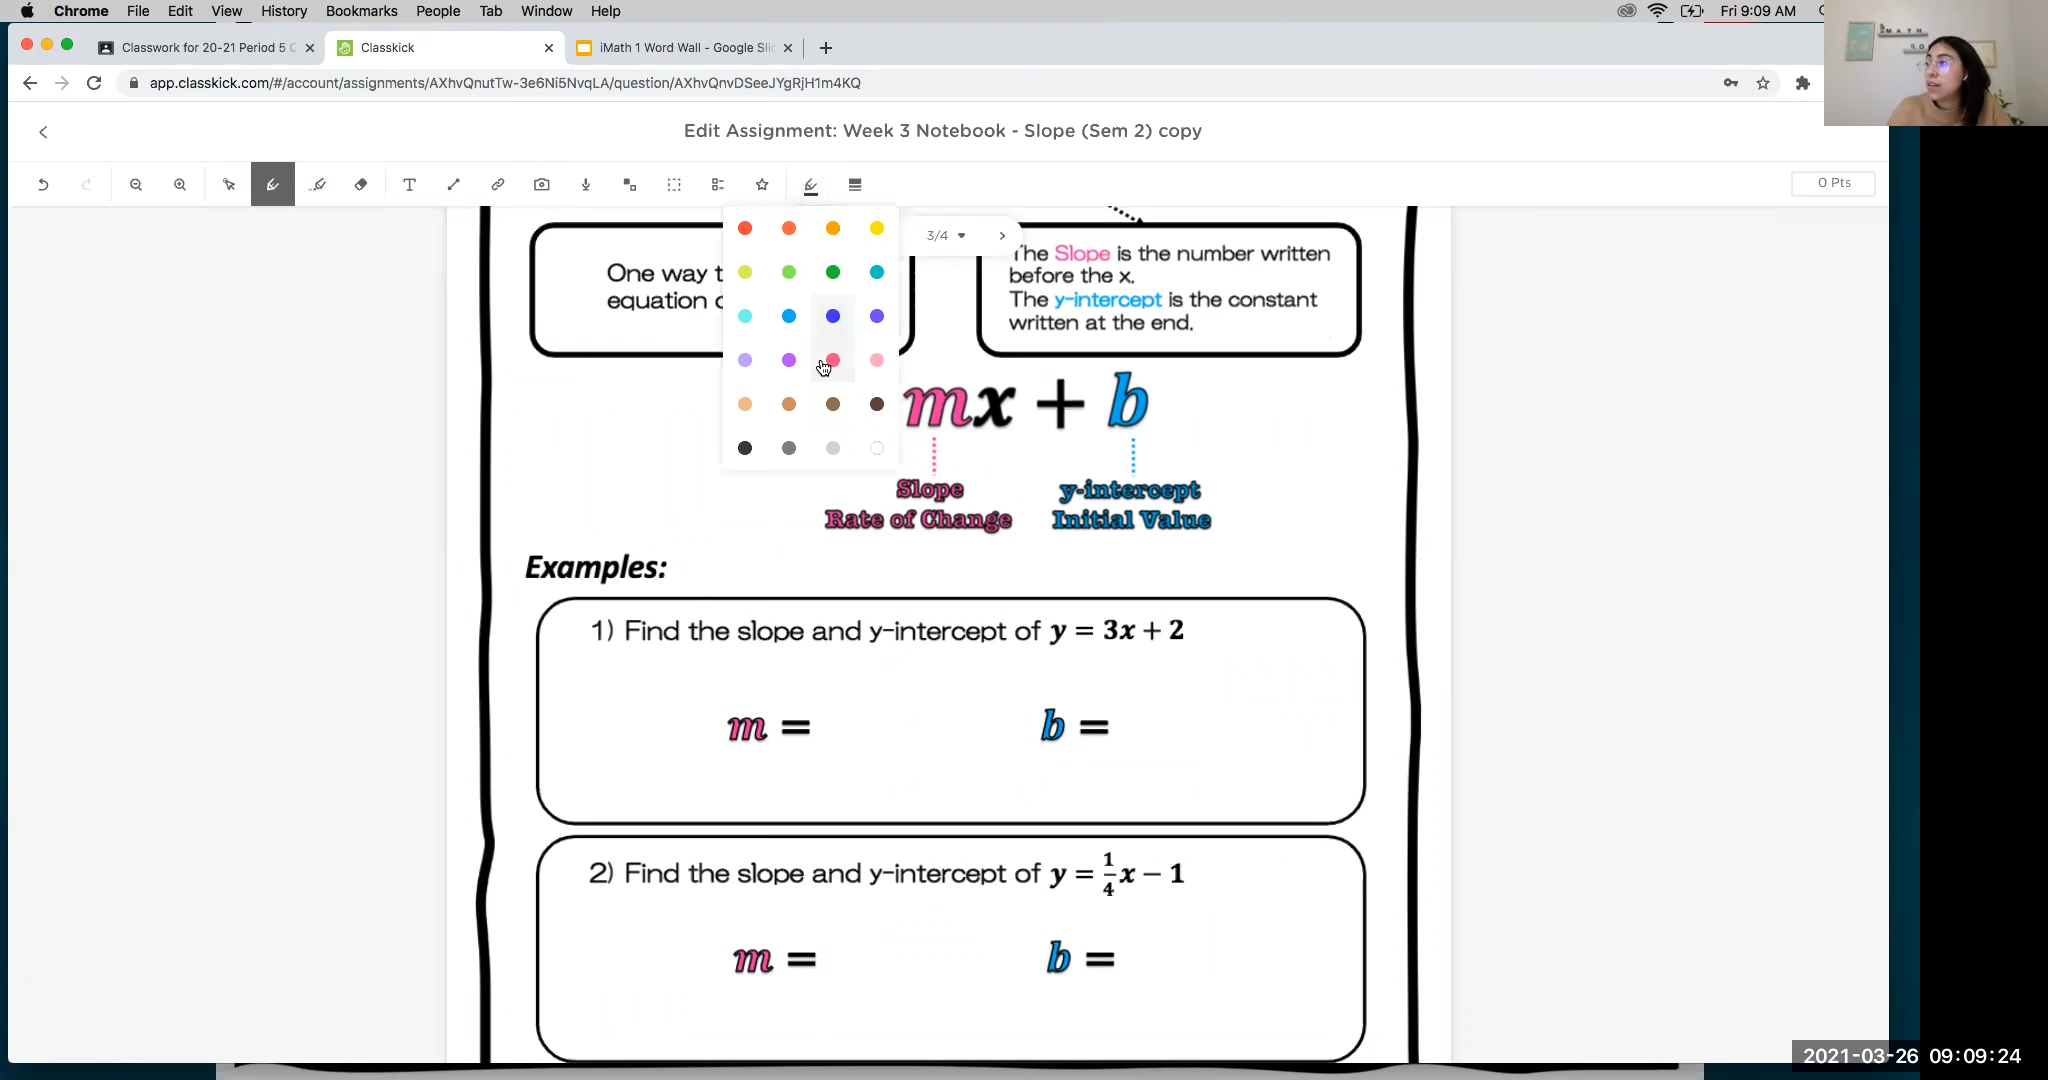 Chrome File Edit View History Bookmarks People Tab Window Help
Fri 9:09 AM
MATH
Classwork for 20-21 Period 5
Classkick
iMath 1 Word Wall - Google Sli
app.classkick.com/#/account/assignments/AXhvQnutTw-3e6Ni5NvqLA/question/AXhvQnvDSeeJYgRjH1m4KQ
Edit Assignment: Week 3 Notebook - Slope (Sem 2) copy
T
0 Pts
3/4
One way t
equation
The Slope is the number written
before the x.
The y-intercept is the constant
written at the end.
mx + b
Slope
Rate of Change
y-intercept
Initial Value
Examples:
1) Find the slope and y-intercept of y = 3x + 2
m =
b =
2) Find the slope and y-intercept of y = 1/4 x − 1
m =
b =
2021-03-26 09:09:24